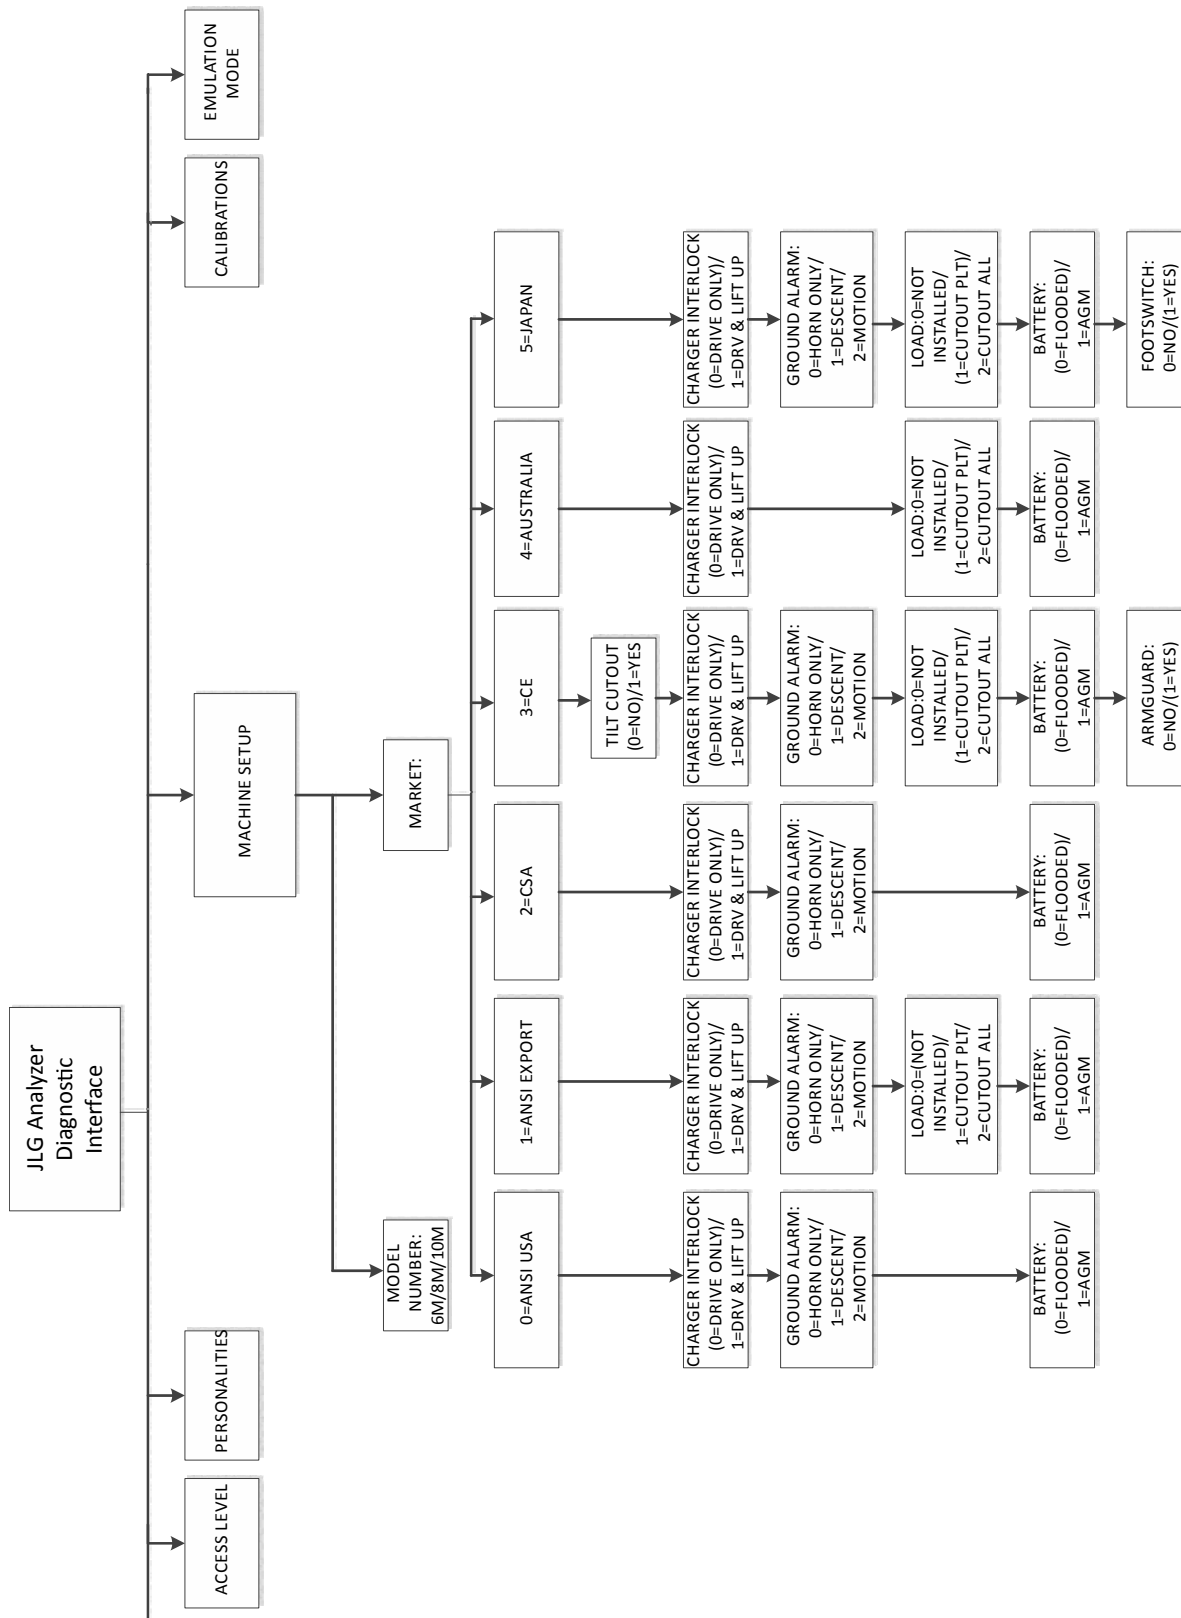 JLG Analyzer
Diagnostic
Interface
ACCESS LEVEL
PERSONALITIES
MACHINE SETUP
CALIBRATIONS
EMULATION
MODE
MODEL
NUMBER:
6M/8M/10M
MARKET:
0=ANSI USA
1=ANSI EXPORT
2=CSA
3=CE
4=AUSTRALIA
5=JAPAN
TILT CUTOUT
(0=NO)/1=YES
CHARGER INTERLOCK
(0=DRIVE ONLY)/
1=DRV & LIFT UP
CHARGER INTERLOCK
(0=DRIVE ONLY)/
1=DRV & LIFT UP
CHARGER INTERLOCK
(0=DRIVE ONLY)/
1=DRV & LIFT UP
CHARGER INTERLOCK
(0=DRIVE ONLY)/
1=DRV & LIFT UP
CHARGER INTERLOCK
(0=DRIVE ONLY)/
1=DRV & LIFT UP
CHARGER INTERLOCK
(0=DRIVE ONLY)/
1=DRV & LIFT UP
GROUND ALARM:
0=HORN ONLY/
1=DESCENT/
2=MOTION
GROUND ALARM:
0=HORN ONLY/
1=DESCENT/
2=MOTION
GROUND ALARM:
0=HORN ONLY/
1=DESCENT/
2=MOTION
GROUND ALARM:
0=HORN ONLY/
1=DESCENT/
2=MOTION
GROUND ALARM:
0=HORN ONLY/
1=DESCENT/
2=MOTION
LOAD:0=(NOT
INSTALLED)/
1=CUTOUT PLT/
2=CUTOUT ALL
LOAD:0=NOT
INSTALLED/
(1=CUTOUT PLT)/
2=CUTOUT ALL
LOAD:0=NOT
INSTALLED/
(1=CUTOUT PLT)/
2=CUTOUT ALL
LOAD:0=NOT
INSTALLED/
(1=CUTOUT PLT)/
2=CUTOUT ALL
BATTERY:
(0=FLOODED)/
1=AGM
BATTERY:
(0=FLOODED)/
1=AGM
BATTERY:
(0=FLOODED)/
1=AGM
BATTERY:
(0=FLOODED)/
1=AGM
BATTERY:
(0=FLOODED)/
1=AGM
BATTERY:
(0=FLOODED)/
1=AGM
ARMGUARD:
0=NO/(1=YES)
FOOTSWITCH:
0=NO/(1=YES)